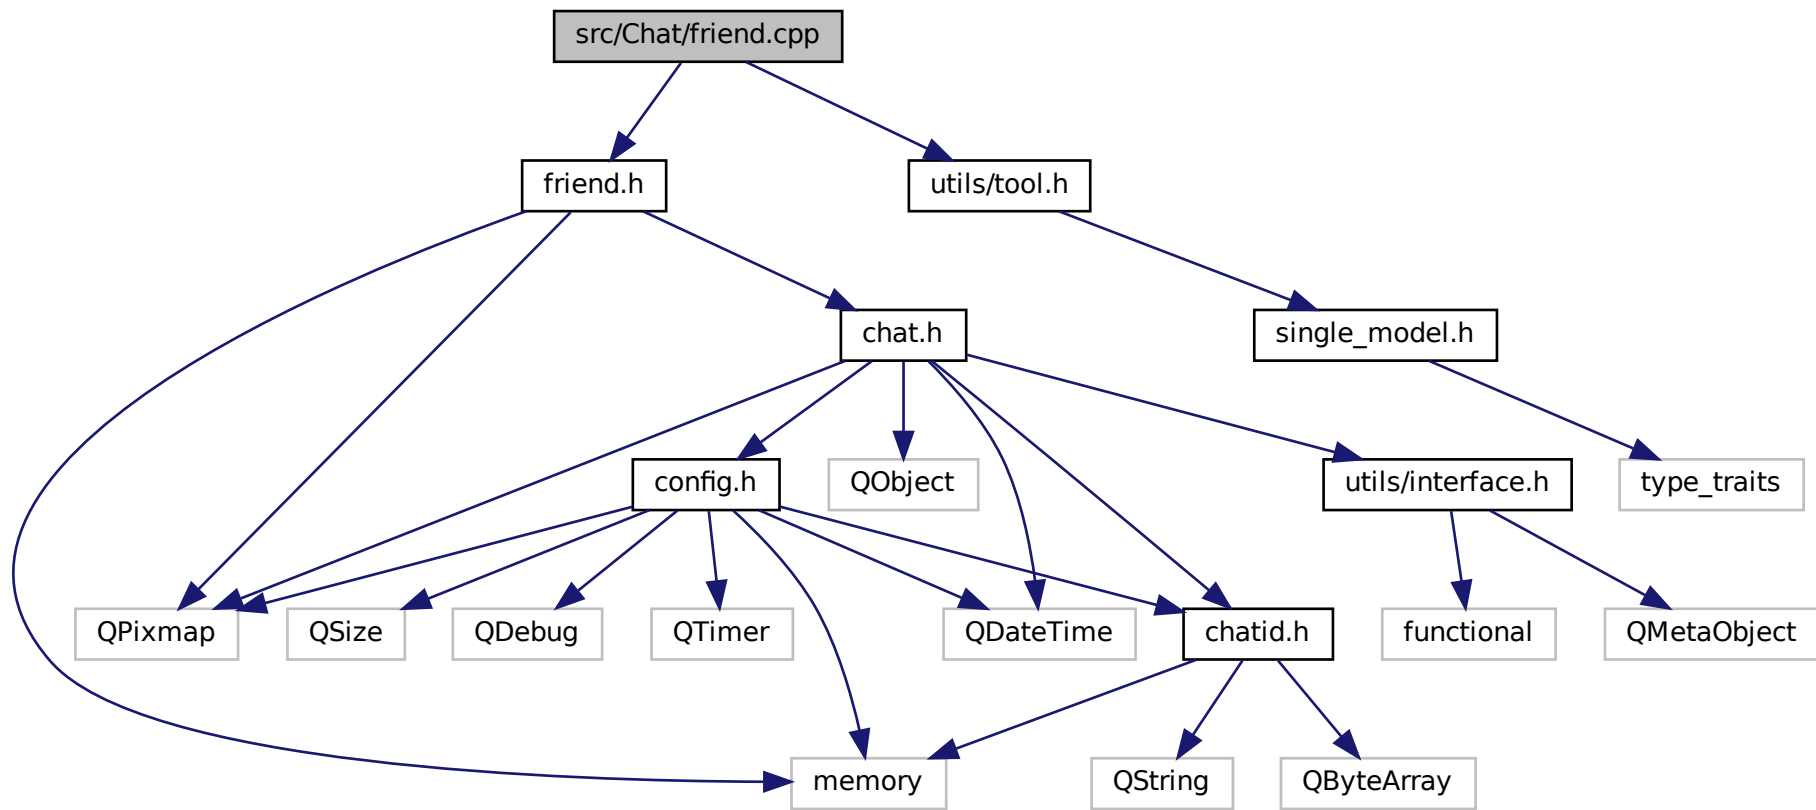 src/Chat/friend.cpp
friend.h
utils/tool.h
chat.h
single_model.h
config.h
QObject
utils/interface.h
type_traits
QPixmap
QSize
QDebug
QTimer
QDateTime
chatid.h
functional
QMetaObject
memory
QString
QByteArray